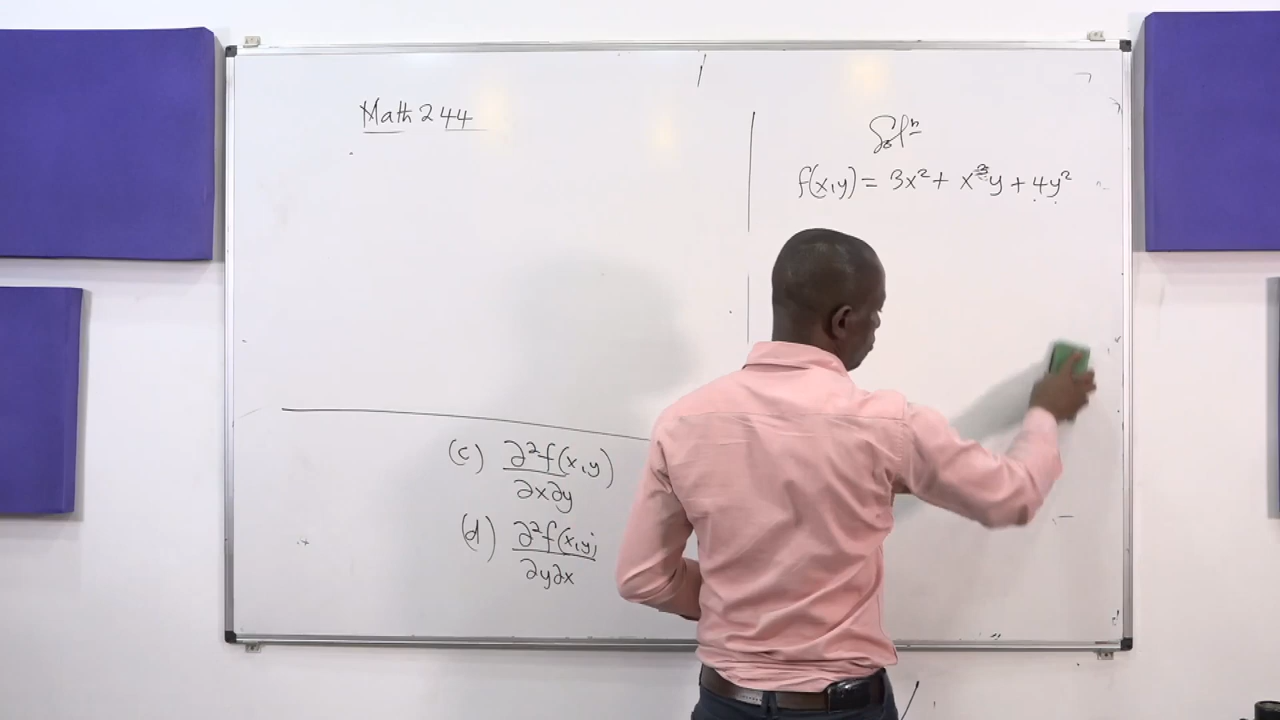 Math 244
(c) ∂²f(x,y)
∂x∂y
(d) ∂²f(x,y)
∂y∂x
Solⁿ
f(x,y) = 3x² + x³y + 4y²